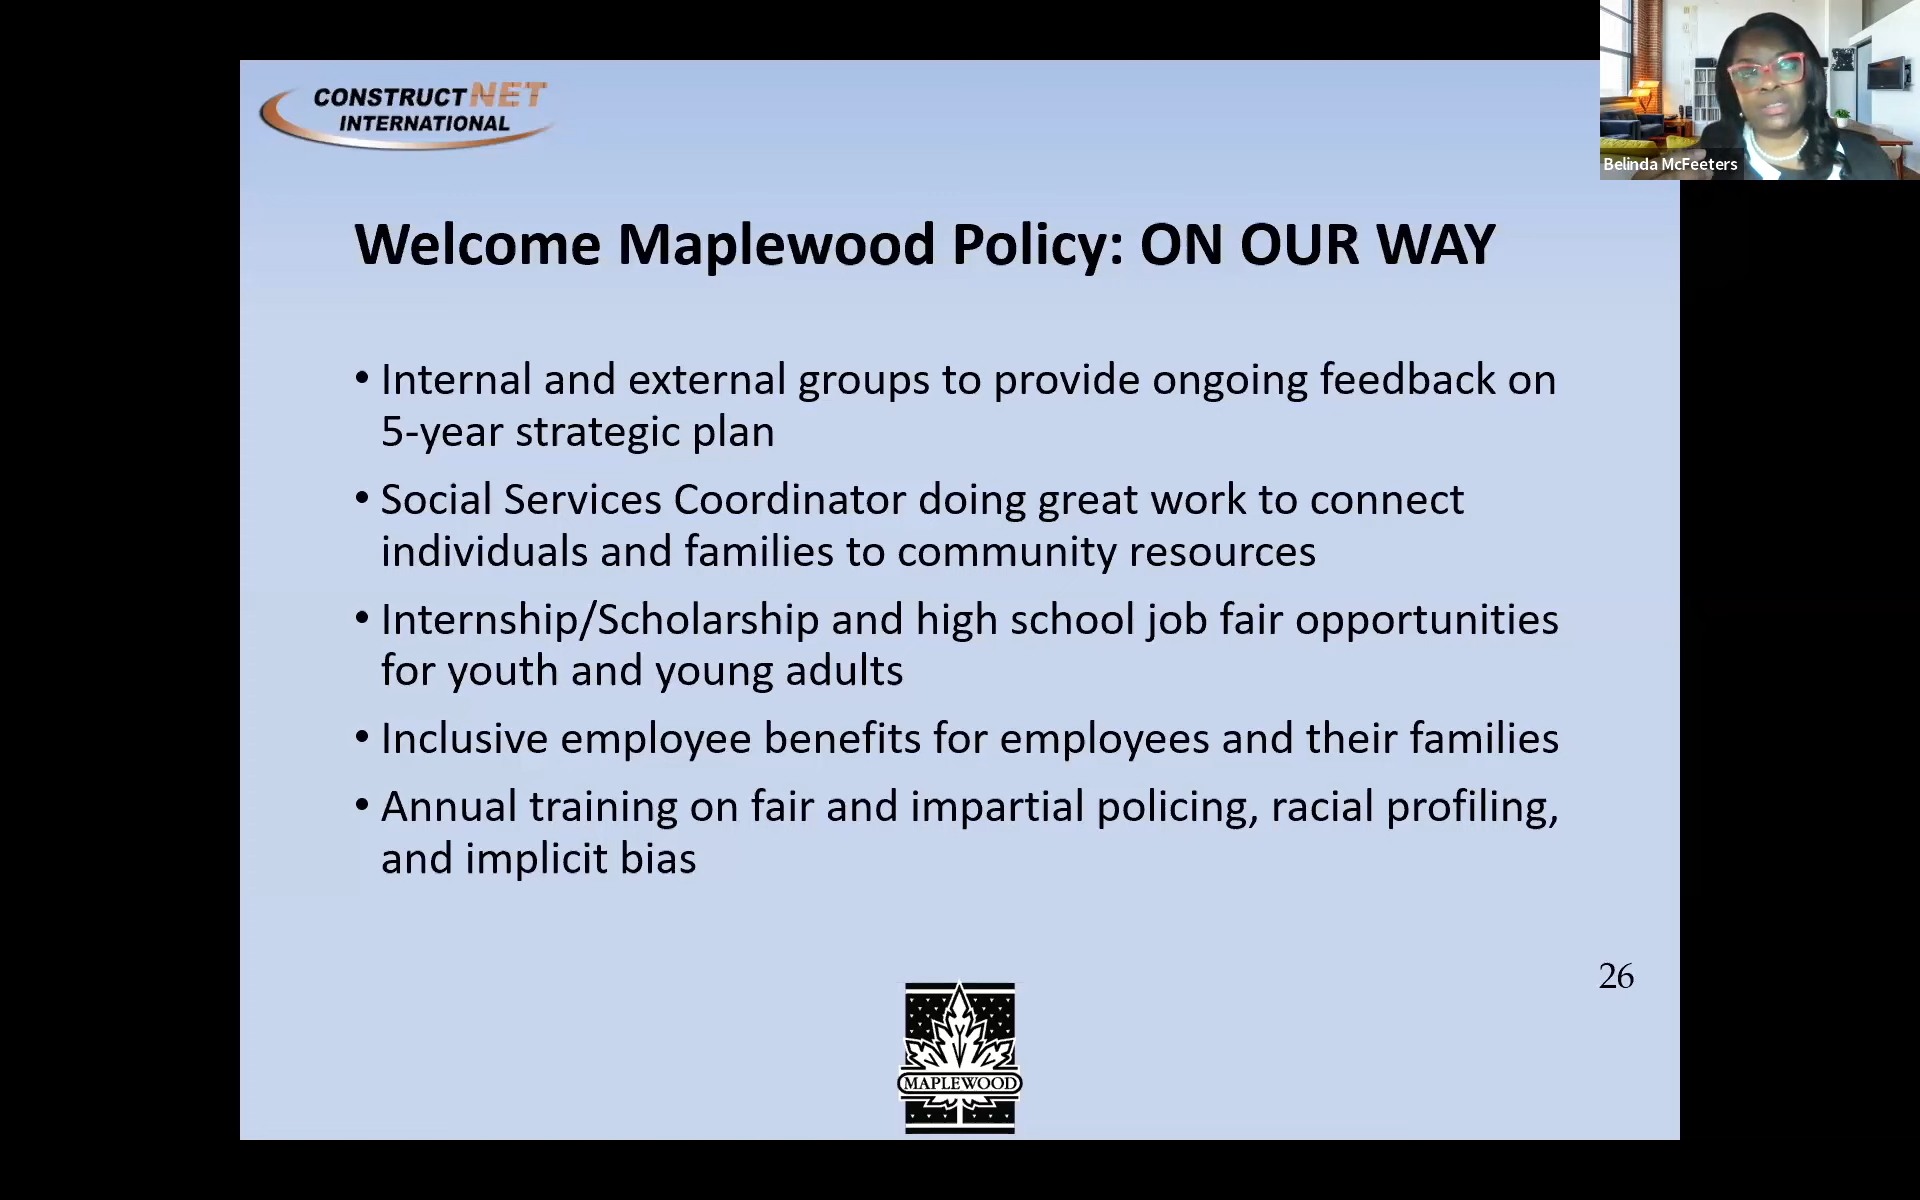 CONSTRUCTNET
INTERNATIONAL
Belinda McFeeters
Welcome Maplewood Policy: ON OUR WAY
• Internal and external groups to provide ongoing feedback on
5-year strategic plan
• Social Services Coordinator doing great work to connect
individuals and families to community resources
• Internship/Scholarship and high school job fair opportunities
for youth and young adults
• Inclusive employee benefits for employees and their families
• Annual training on fair and impartial policing, racial profiling,
and implicit bias
26
MAPLEWOOD